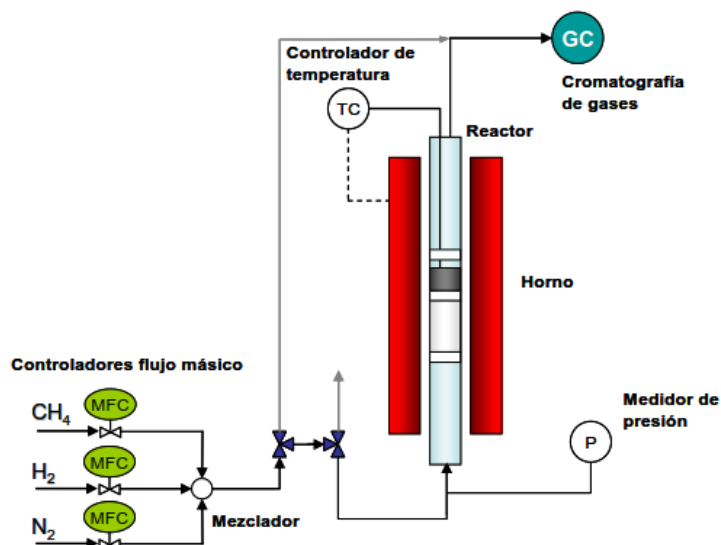 GC
Controlador de
temperatura
Cromatografía
de gases
TC
Reactor
Horno
Controladores flujo másico
Medidor de
presión
CH₄
MFC
P
H₂
MFC
N₂
MFC
Mezclador